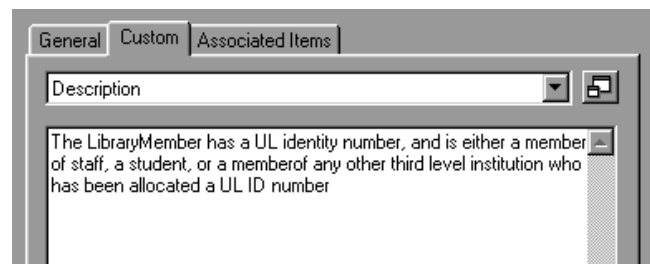 General Custom Associated Items
Description
The LibraryMember has a UL identity number, and is either a member
of staff, a student, or a memberof any other third level institution who
has been allocated a UL ID number